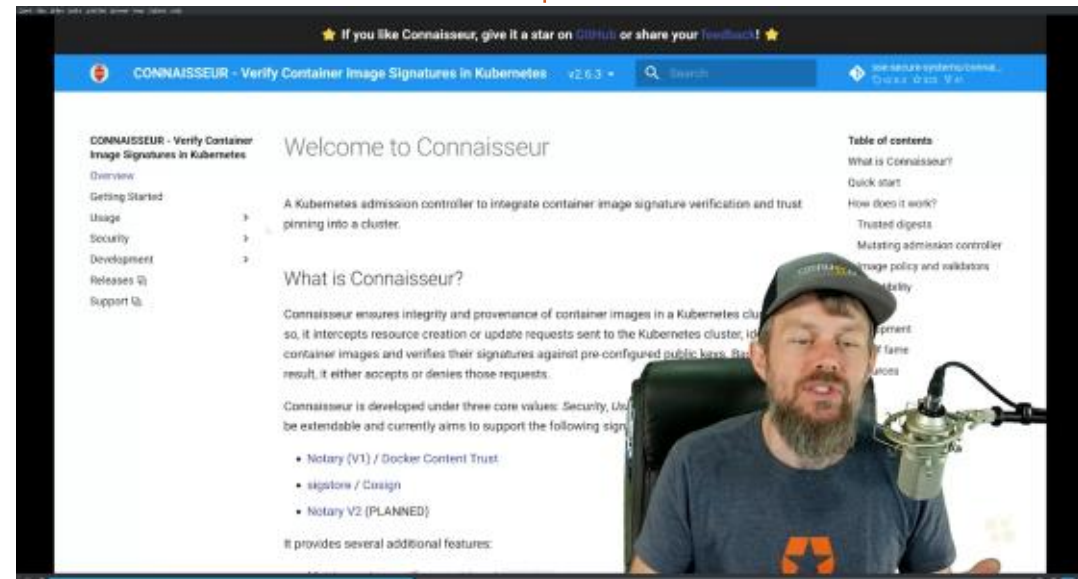 ⭐ If you like Connaisseur, give it a star on GitHub or share your feedback! ⭐
CONNAISSEUR - Verify Container Image Signatures in Kubernetes v2.6.3 Search
CONNAISSEUR - Verify Container
Image Signatures in Kubernetes
Overview
Getting Started
Usage
Security
Development
Releases
Support
Welcome to Connaisseur
A Kubernetes admission controller to integrate container image signature verification and trust
pinning into a cluster.
What is Connaisseur?
Connaisseur ensures integrity and provenance of container images in a Kubernetes
so, it intercepts resource creation or update requests sent to the Kubernetes cluster,
container images and verifies their signatures against pre-configured public keys.
result, it either accepts or denies those requests.
Connaisseur is developed under three core values: Security,
be extendable and currently aims to support the following
• Notary (V1) / Docker Content Trust
• sigstore / Cosign
• Notary V2 (PLANNED)
It provides several additional features:
Table of contents
What is Connaisseur?
Quick start
How does it work?
Trusted digests
Mutating admission controller
Image policy and validators